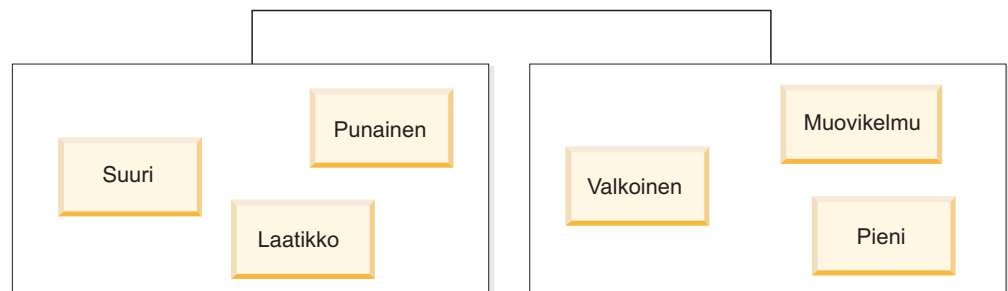 Punainen
Suuri
Laatikko
Muovikelmu
Valkoinen
Pieni